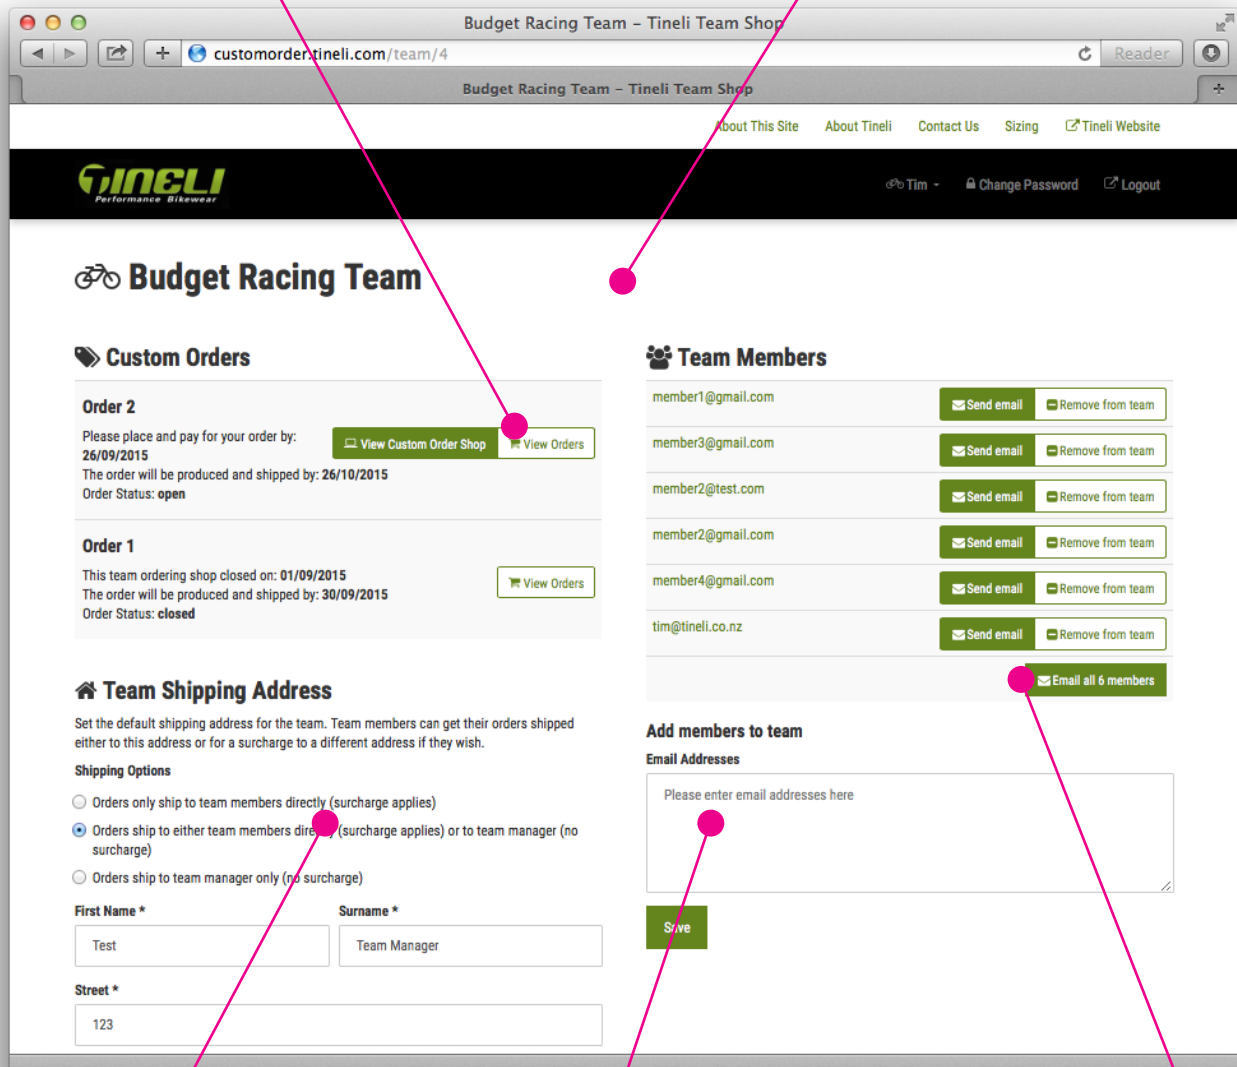 Budget Racing Team – Tineli Team Shop
customorder.tineli.com/team/4
Reader
Budget Racing Team – Tineli Team Shop
About This Site About Tineli Contact Us Sizing Tineli Website
TINELI
Performance Bikewear
Tim Change Password Logout
Budget Racing Team
Custom Orders
Order 2
Please place and pay for your order by:
26/09/2015
View Custom Order Shop View Orders
The order will be produced and shipped by: 26/10/2015
Order Status: open
Order 1
This team ordering shop closed on: 01/09/2015
The order will be produced and shipped by: 30/09/2015
Order Status: closed
View Orders
Team Shipping Address
Set the default shipping address for the team. Team members can get their orders shipped
either to this address or for a surcharge to a different address if they wish.
Shipping Options
Orders only ship to team members directly (surcharge applies)
Orders ship to either team members directly (surcharge applies) or to team manager (no
surcharge)
Orders ship to team manager only (no surcharge)
First Name * Surname *
Test Team Manager
Street *
123
Team Members
member1@gmail.com Send email Remove from team
member3@gmail.com Send email Remove from team
member2@test.com Send email Remove from team
member2@gmail.com Send email Remove from team
member4@gmail.com Send email Remove from team
tim@tineli.co.nz Send email Remove from team
Email all 6 members
Add members to team
Email Addresses
Please enter email addresses here
Save